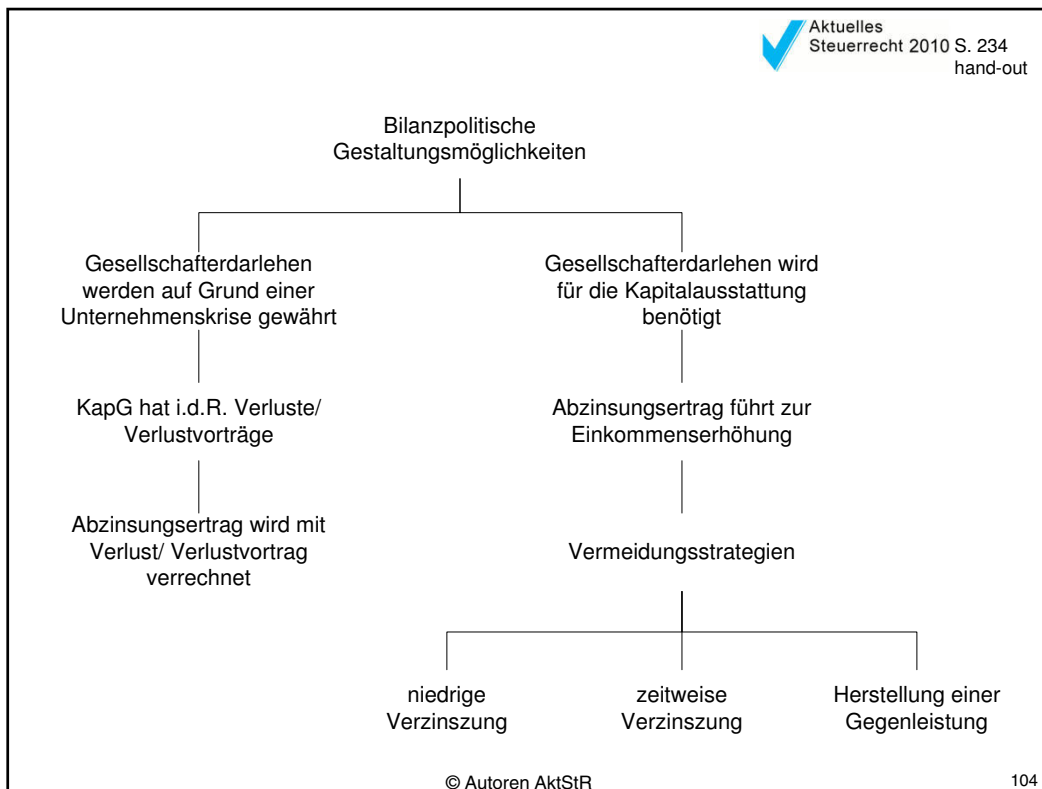 Aktuelles
Steuerrecht 2010 S. 234
hand-out
Bilanzpolitische
Gestaltungsmöglichkeiten
Gesellschafterdarlehen
werden auf Grund einer
Unternehmenskrise gewährt
Gesellschafterdarlehen wird
für die Kapitalausstattung
benötigt
KapG hat i.d.R. Verluste/
Verlustvorträge
Abzinsungsertrag führt zur
Einkommenserhöhung
Abzinsungsertrag wird mit
Verlust/ Verlustvortrag
verrechnet
Vermeidungsstrategien
niedrige
Verzinszung
zeitweise
Verzinszung
Herstellung einer
Gegenleistung
© Autoren AktStR
104